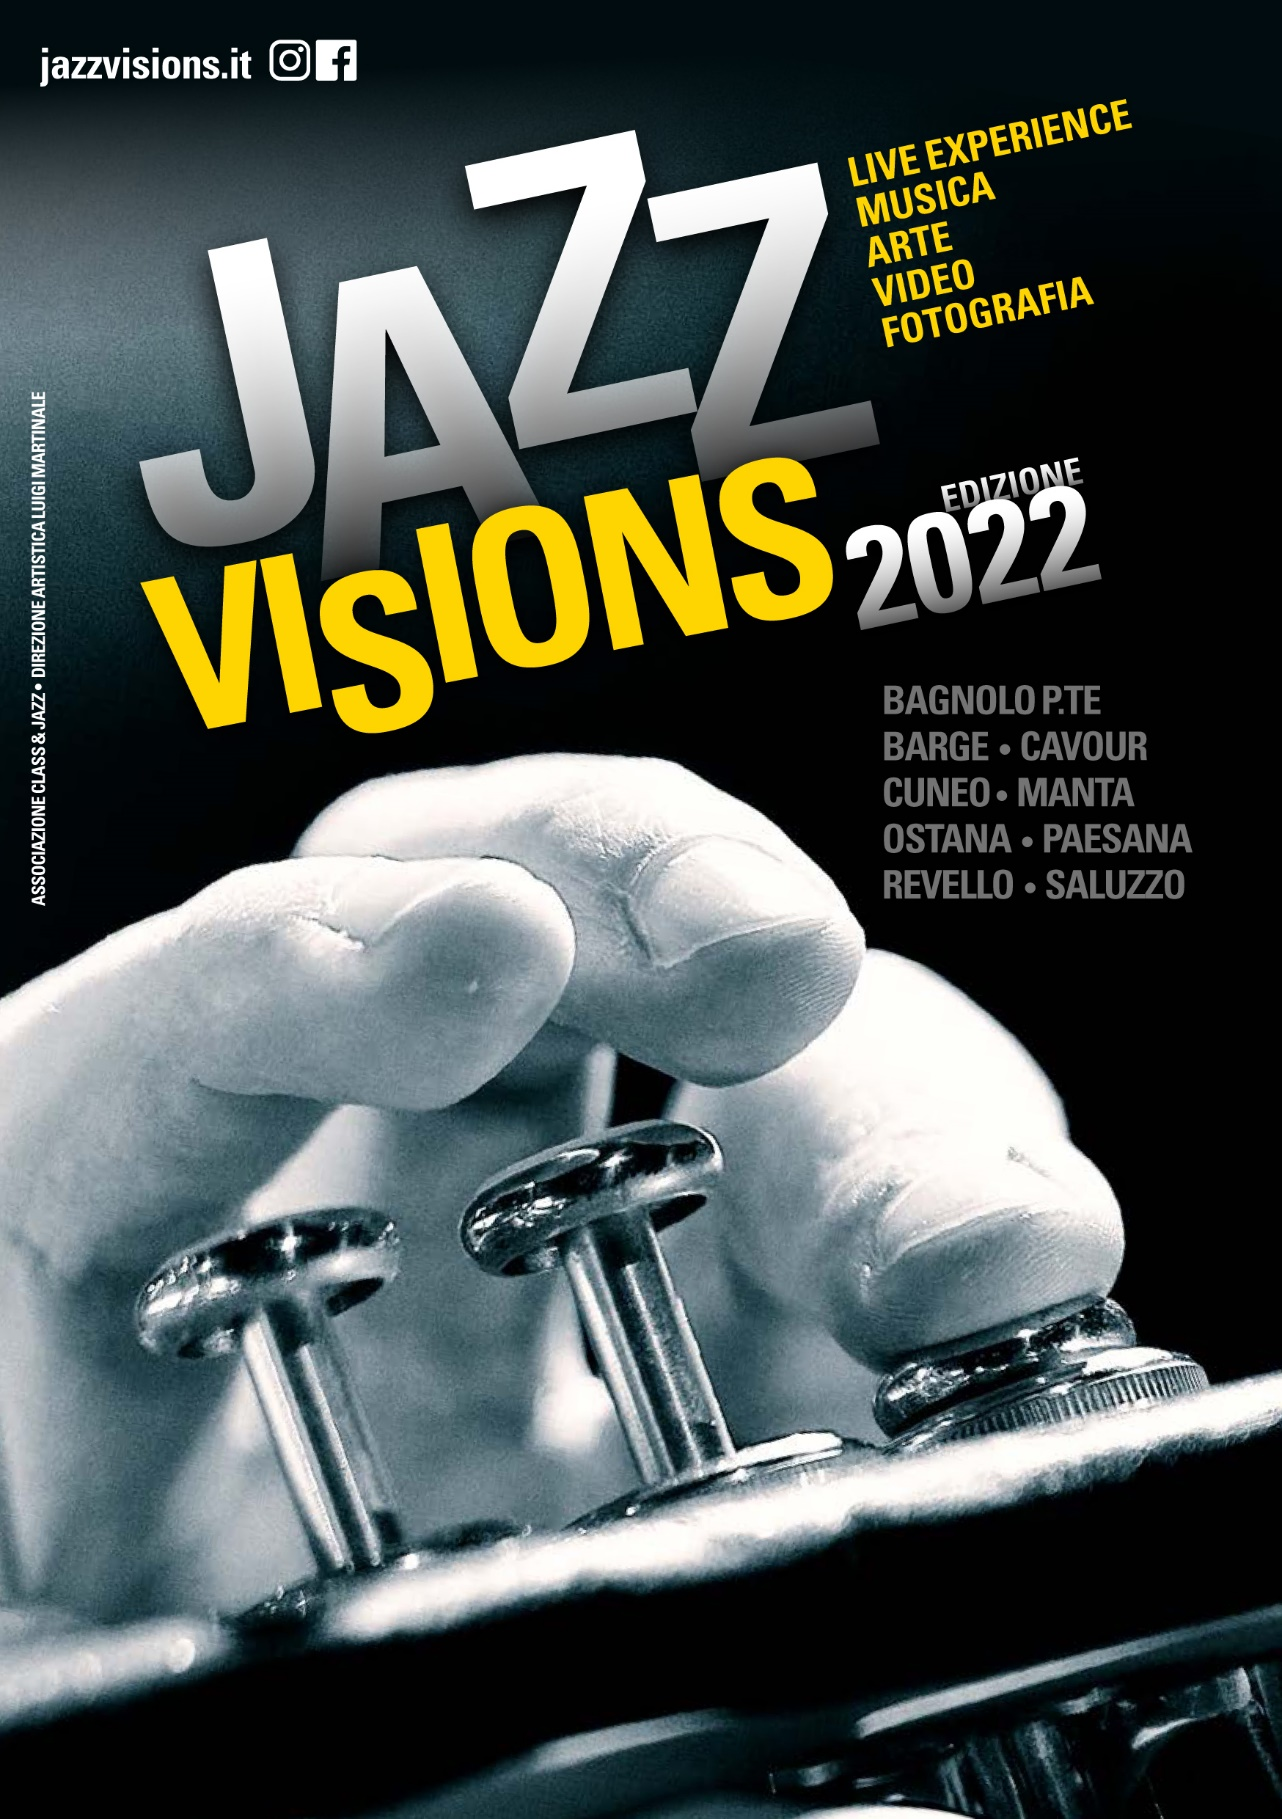 jazzvisions.it
LIVE EXPERIENCE
MUSICA
ARTE
VIDEO
FOTOGRAFIA
JAZZ
VISIONS
EDIZIONE
2022
BAGNOLO P.TE
BARGE • CAVOUR
CUNEO • MANTA
OSTANA • PAESANA
REVELLO • SALUZZO
ASSOCIAZIONE CLASS & JAZZ • DIREZIONE ARTISTICA LUIGI MARTINALE